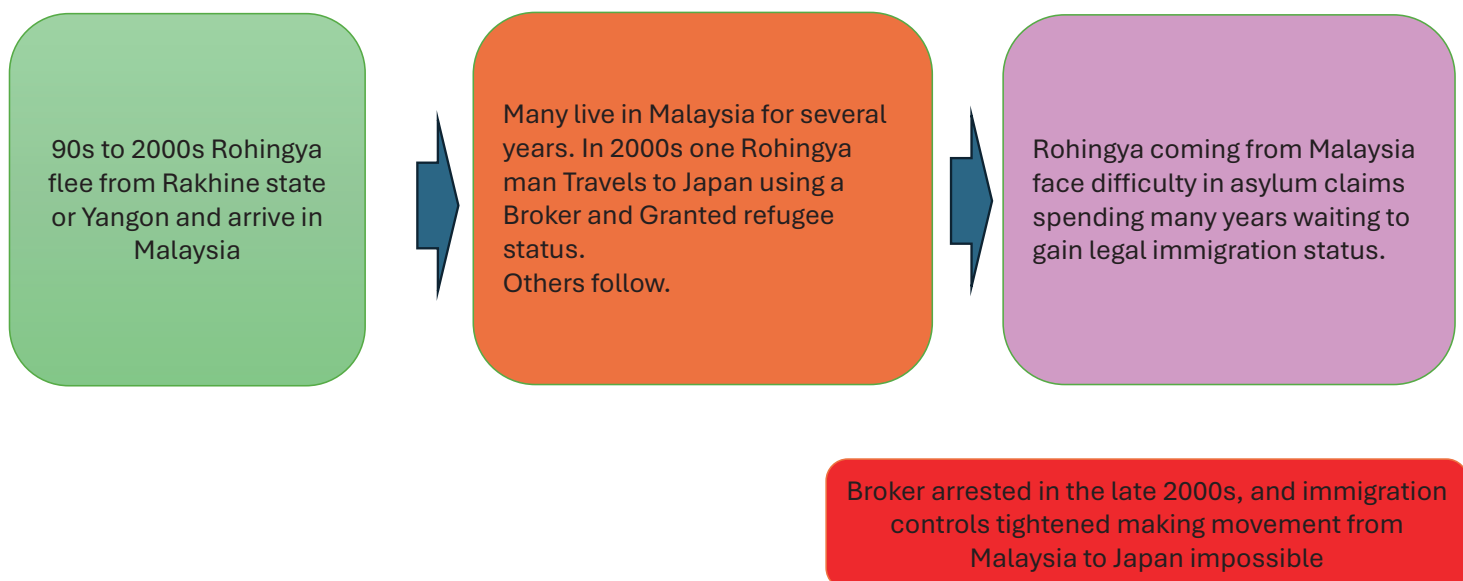 90s to 2000s Rohingya
flee from Rakhine state
or Yangon and arrive in
Malaysia
Many live in Malaysia for several
years. In 2000s one Rohingya
man Travels to Japan using a
Broker and Granted refugee
status.
Others follow.
Rohingya coming from Malaysia
face difficulty in asylum claims
spending many years waiting to
gain legal immigration status.
Broker arrested in the late 2000s, and immigration
controls tightened making movement from
Malaysia to Japan impossible